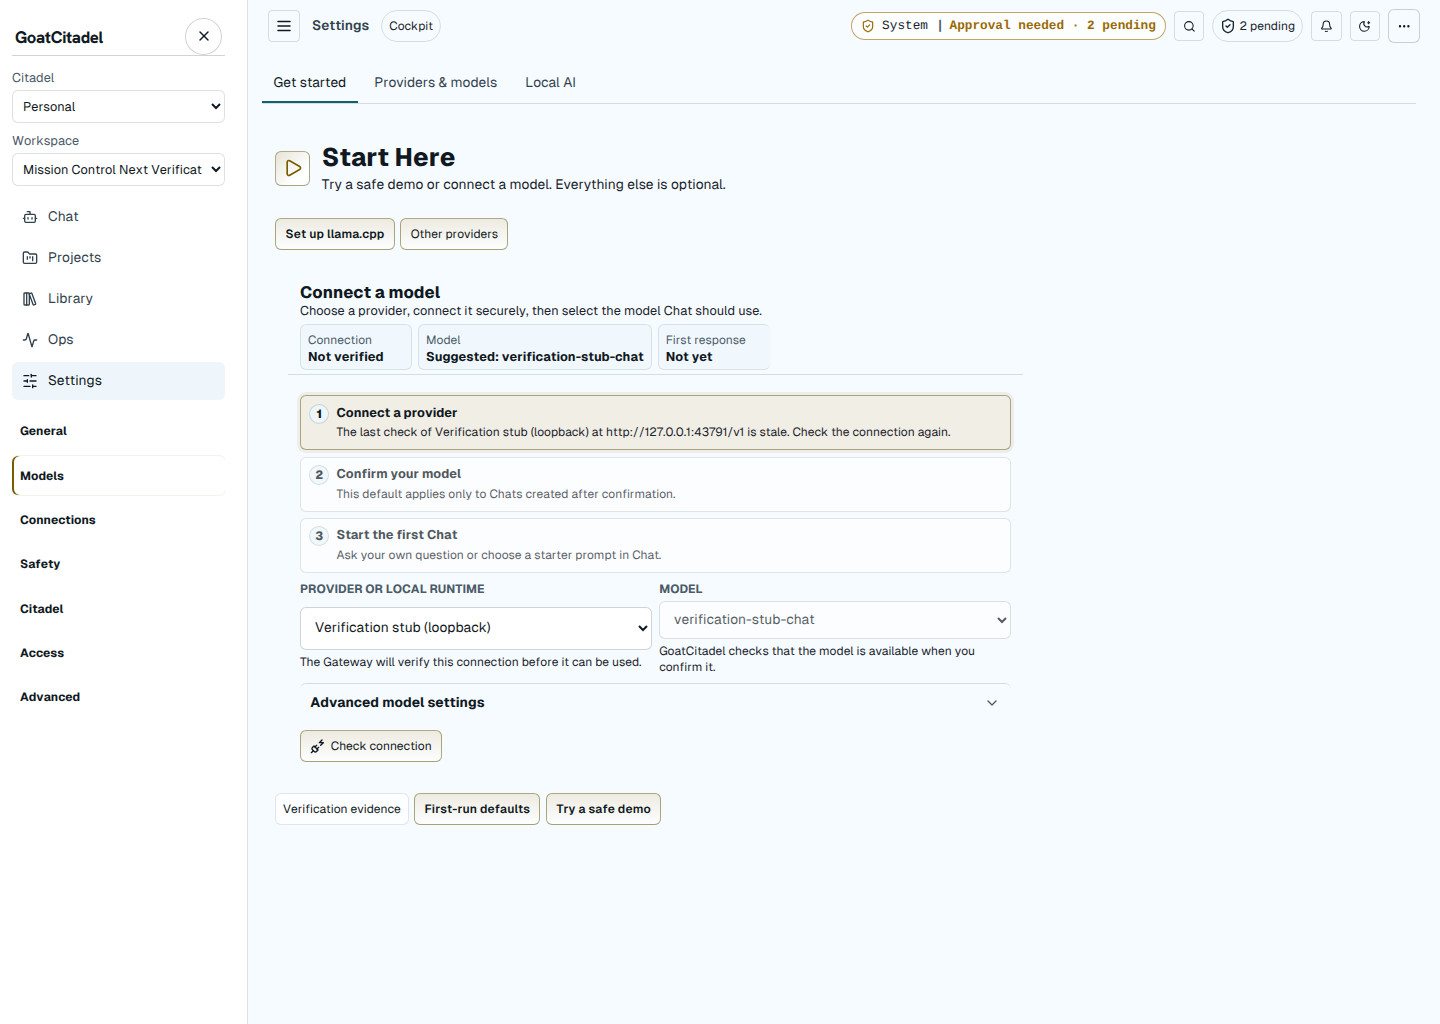 GoatCitadel
Citadel
Personal
Workspace
Mission Control Next Verificat
Chat
Projects
Library
Ops
Settings
General
Models
Connections
Safety
Citadel
Access
Advanced
Settings
Cockpit
System | Approval needed · 2 pending
2 pending
Get started
Providers & models
Local AI
Start Here
Try a safe demo or connect a model. Everything else is optional.
Set up llama.cpp
Other providers
Connect a model
Choose a provider, connect it securely, then select the model Chat should use.
Connection
Not verified
Model
Suggested: verification-stub-chat
First response
Not yet
1
Connect a provider
The last check of Verification stub (loopback) at http://127.0.0.1:43791/v1 is stale. Check the connection again.
2
Confirm your model
This default applies only to Chats created after confirmation.
3
Start the first Chat
Ask your own question or choose a starter prompt in Chat.
PROVIDER OR LOCAL RUNTIME
Verification stub (loopback)
The Gateway will verify this connection before it can be used.
MODEL
verification-stub-chat
GoatCitadel checks that the model is available when you
confirm it.
Advanced model settings
Check connection
Verification evidence
First-run defaults
Try a safe demo